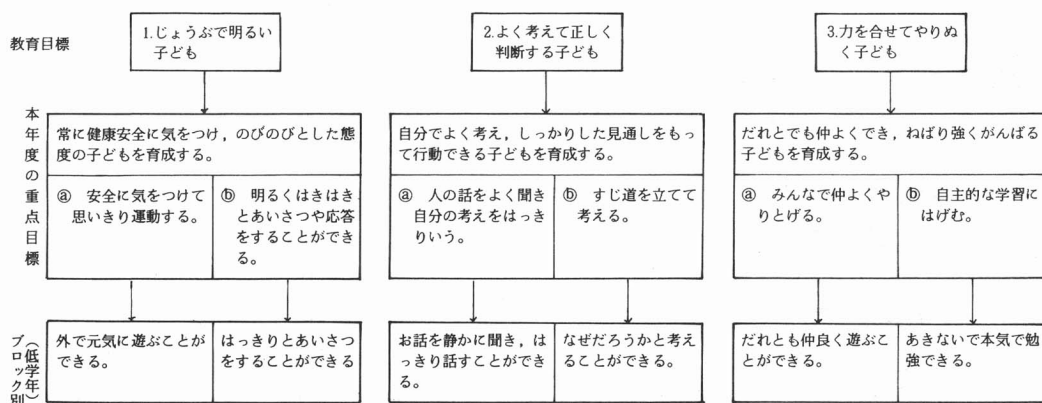 教育目標
1.じょうぶで明るい
子ども
2.よく考えて正しく
判断する子ども
3.力を合せてやりぬ
く子ども
本年度の重点目標
常に健康安全に気をつけ，のびのびとした態
度の子どもを育成する。
ⓐ 安全に気をつけて
思いきり運動する。
ⓑ 明るくはきはき
とあいさつや応答
をすることができ
る。
自分でよく考え，しっかりした見通しをもっ
て行動できる子どもを育成する。
ⓐ 人の話をよく聞き
自分の考えをはっき
りいう。
ⓑ すじ道を立てて
考える。
だれとでも仲よくでき，ねばり強くがんばる
子どもを育成する。
ⓐ みんなで仲よくや
りとげる。
ⓑ 自主的な学習に
はげむ。
ブロック別
（低学年）
外で元気に遊ぶことが
できる。
はっきりとあいさつ
をすることができる
お話を静かに聞き，は
っきり話すことができ
る。
なぜだろうかと考え
ることができる。
だれとも仲良く遊ぶこ
とができる。
あきないで本気で勉
強できる。